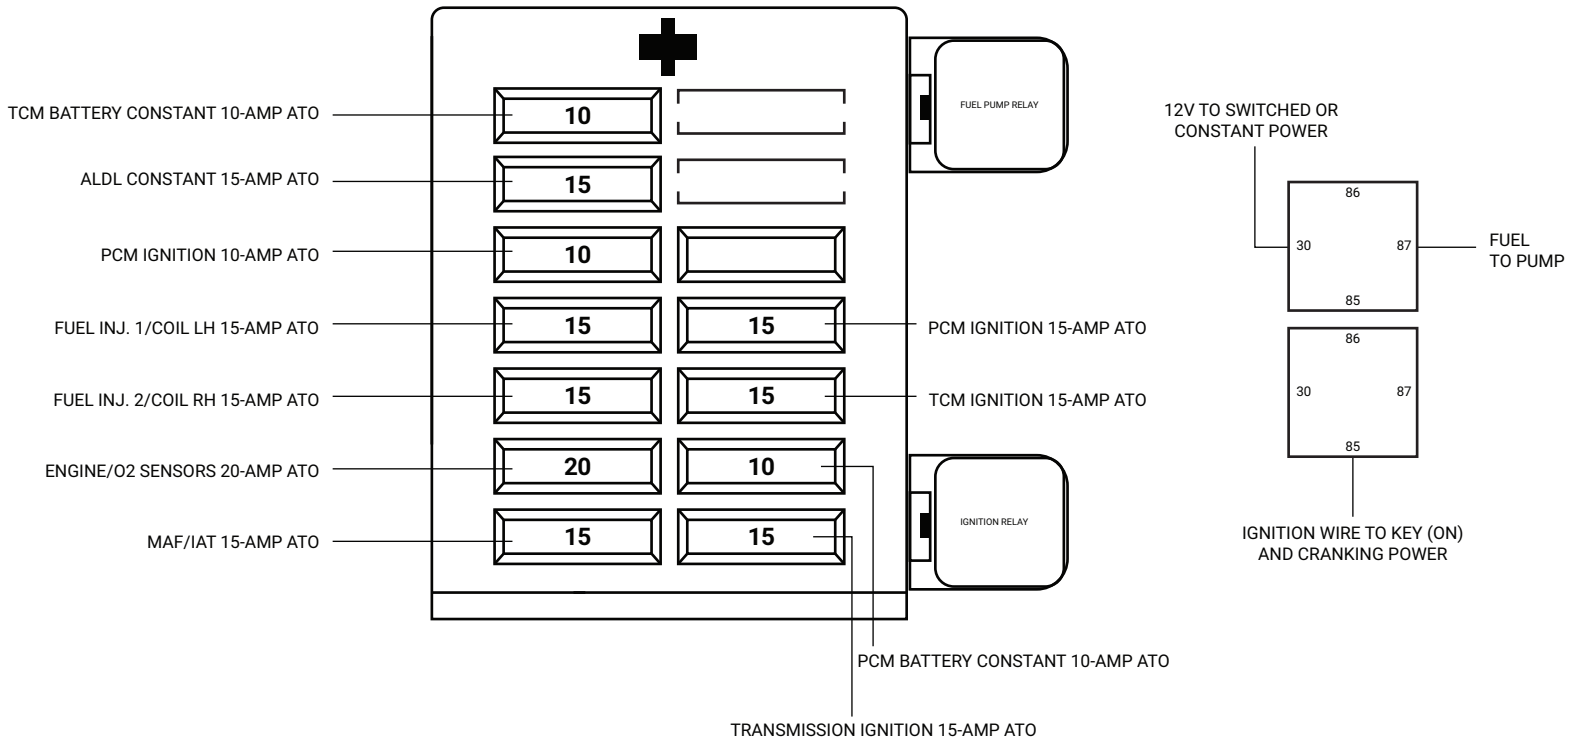 TCM BATTERY CONSTANT 10-AMP ATO
10
FUEL PUMP RELAY
ALDL CONSTANT 15-AMP ATO
15
PCM IGNITION 10-AMP ATO
10
FUEL INJ. 1/COIL LH 15-AMP ATO
15
15
PCM IGNITION 15-AMP ATO
FUEL INJ. 2/COIL RH 15-AMP ATO
15
15
TCM IGNITION 15-AMP ATO
ENGINE/O2 SENSORS 20-AMP ATO
20
10
MAF/IAT 15-AMP ATO
15
15
IGNITION RELAY
PCM BATTERY CONSTANT 10-AMP ATO
TRANSMISSION IGNITION 15-AMP ATO
12V TO SWITCHED OR
CONSTANT POWER
86
30
87
85
FUEL
TO PUMP
86
30
87
85
IGNITION WIRE TO KEY (ON)
AND CRANKING POWER